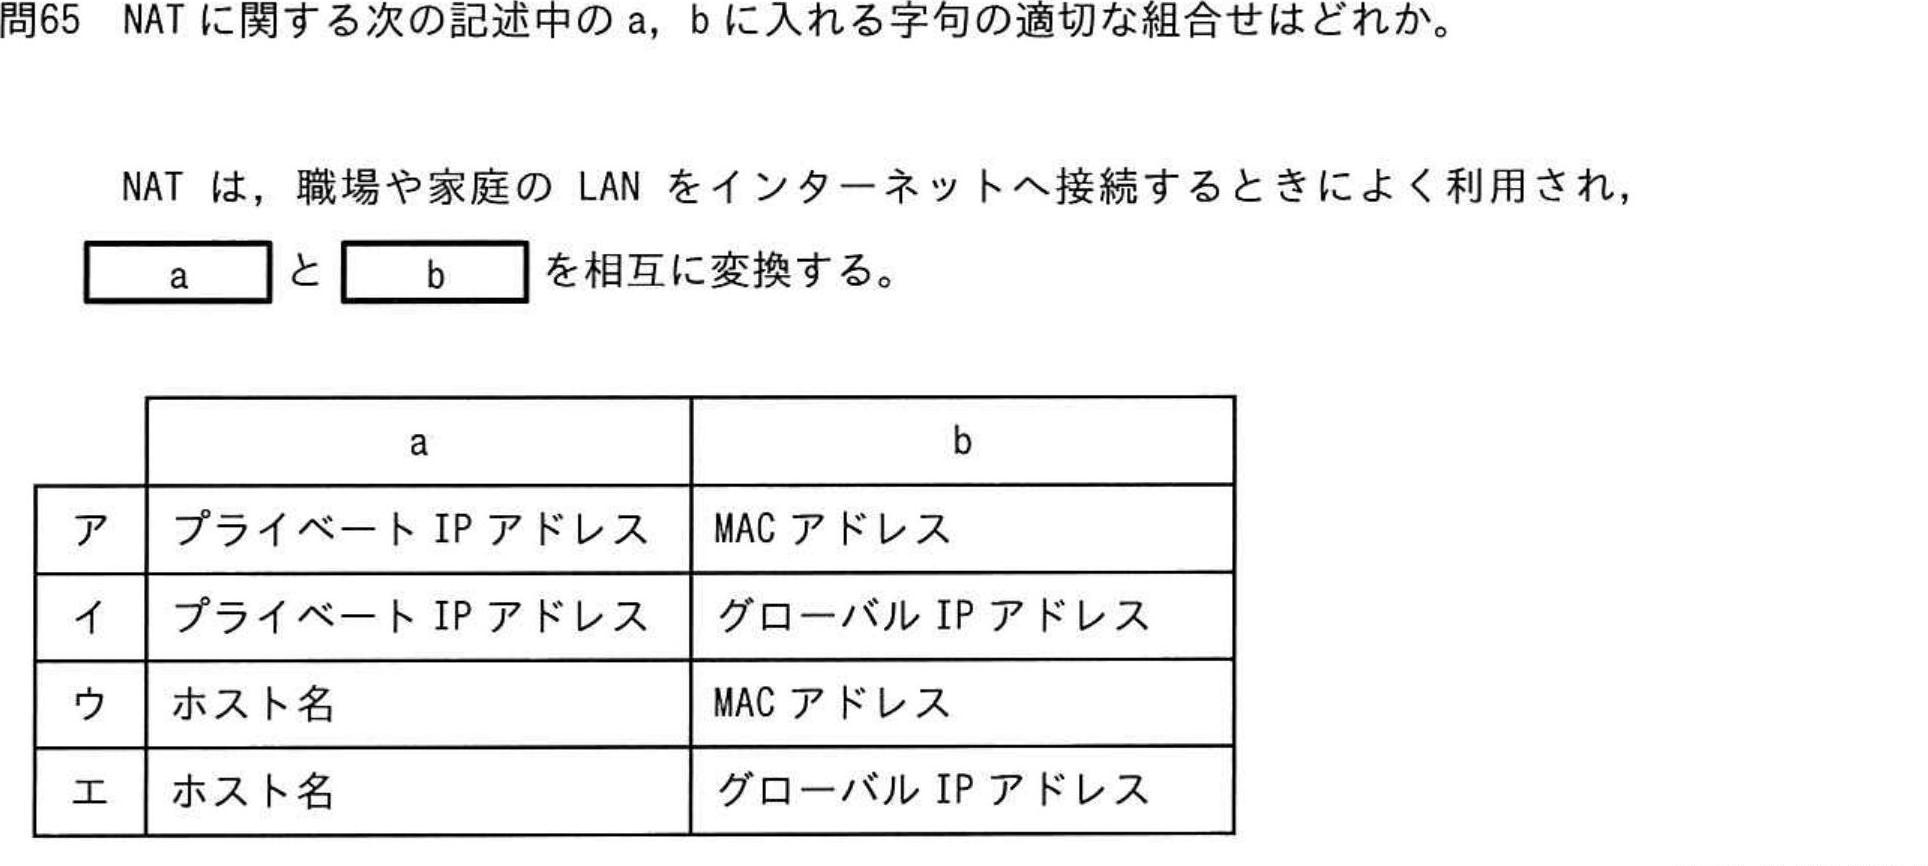 問65 NATに関する次の記述中のa，bに入れる字句の適切な組合せはどれか。
NAT は，職場や家庭の LAN をインターネットへ接続するときによく利用され，
a と b を相互に変換する。
a b
ア プライベート IP アドレス MAC アドレス
イ プライベート IP アドレス グローバル IP アドレス
ウ ホスト名 MAC アドレス
エ ホスト名 グローバル IP アドレス